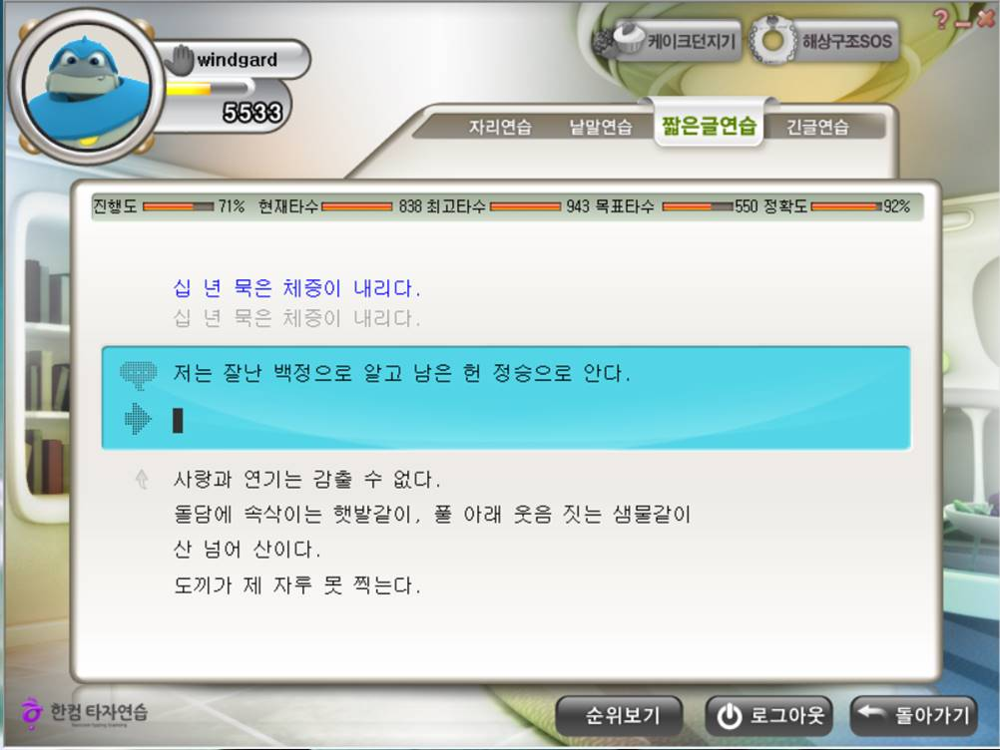 windgard
5533
케이크던지기
해상구조SOS
자리연습
낱말연습
짧은글연습
긴글연습
진행도 71% 현재타수 838 최고타수 943 목표타수 550 정확도 92%
십 년 묵은 체증이 내리다.
십 년 묵은 체증이 내리다.
저는 잘난 백정으로 알고 남은 헌 정승으로 안다.
사랑과 연기는 감출 수 없다.
돌담에 속삭이는 햇발같이, 풀 아래 웃음 짓는 샘물같이
산 넘어 산이다.
도끼가 제 자루 못 찍는다.
한컴 타자연습
순위보기
로그아웃
돌아가기